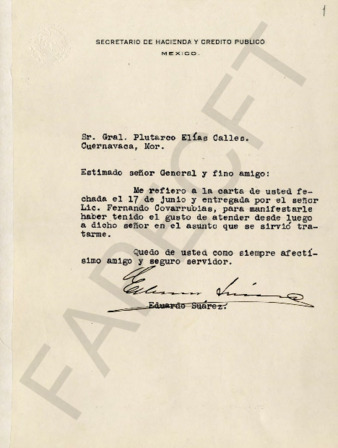 1
SECRETARIO DE HACIENDA Y CREDITO PUBLICO
MEXICO.
Sr. Gral. Plutarco Elías Calles.
Cuernavaca, Mor.
Estimado señor General y fino amigo:
Me refiero a la carta de usted fe-
chada el 17 de junio y entregada por el señor
Lic. Fernando Covarrubias, para manifestarle
haber tenido el gusto de atender desde luego
a dicho señor en el asunto que se sirvió tra-
tarme.
Quedo de usted como siempre afectí-
simo amigo y seguro servidor.
Eduardo Suárez.
FAPECFT